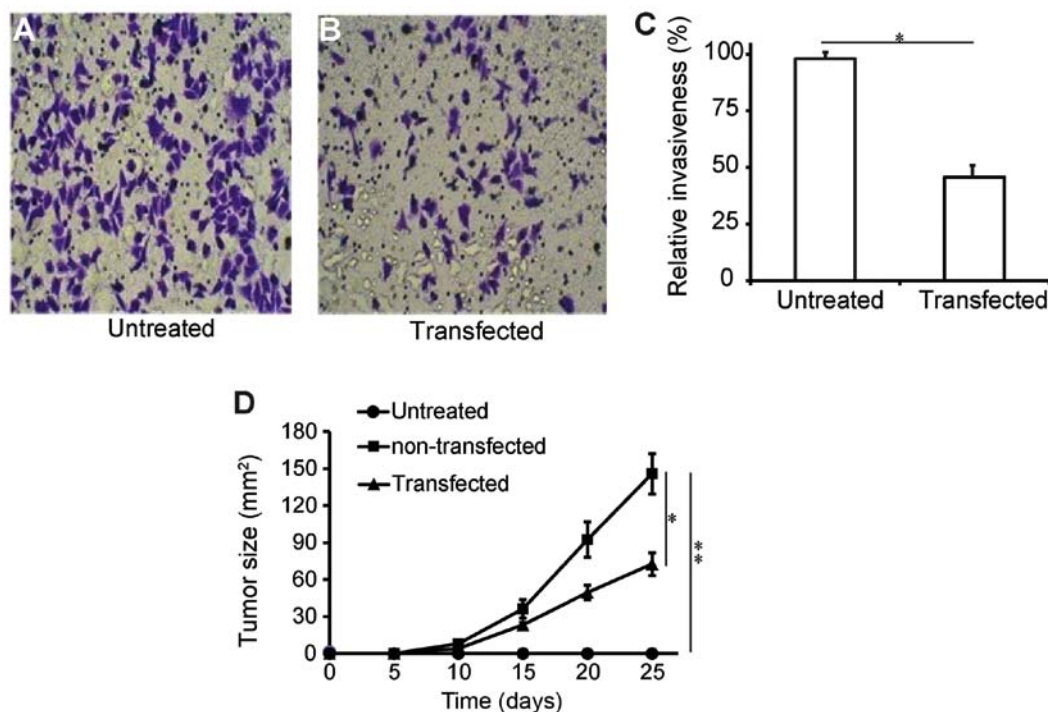 A
B
Untreated
Transfected
C
Relative invasiveness (%)
100
75
50
25
0
*
Untreated
Transfected
D
Untreated
non-transfected
Transfected
Tumor size (mm²)
180
150
120
90
60
30
0
*
**
0 5 10 15 20 25
Time (days)